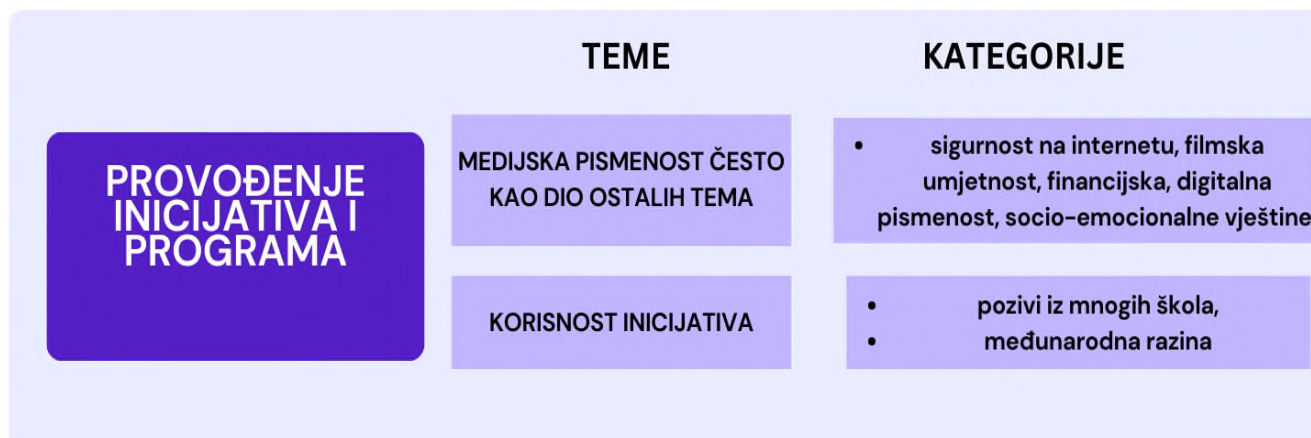 TEME
KATEGORIJE
PROVOĐENJE
INICIJATIVA I
PROGRAMA
MEDIJSKA PISMENOST ČESTO
KAO DIO OSTALIH TEMA
• sigurnost na internetu, filmska
umjetnost, financijska, digitalna
pismenost, socio-emocionalne vještine
KORISNOST INICIJATIVA
• pozivi iz mnogih škola,
• međunarodna razina